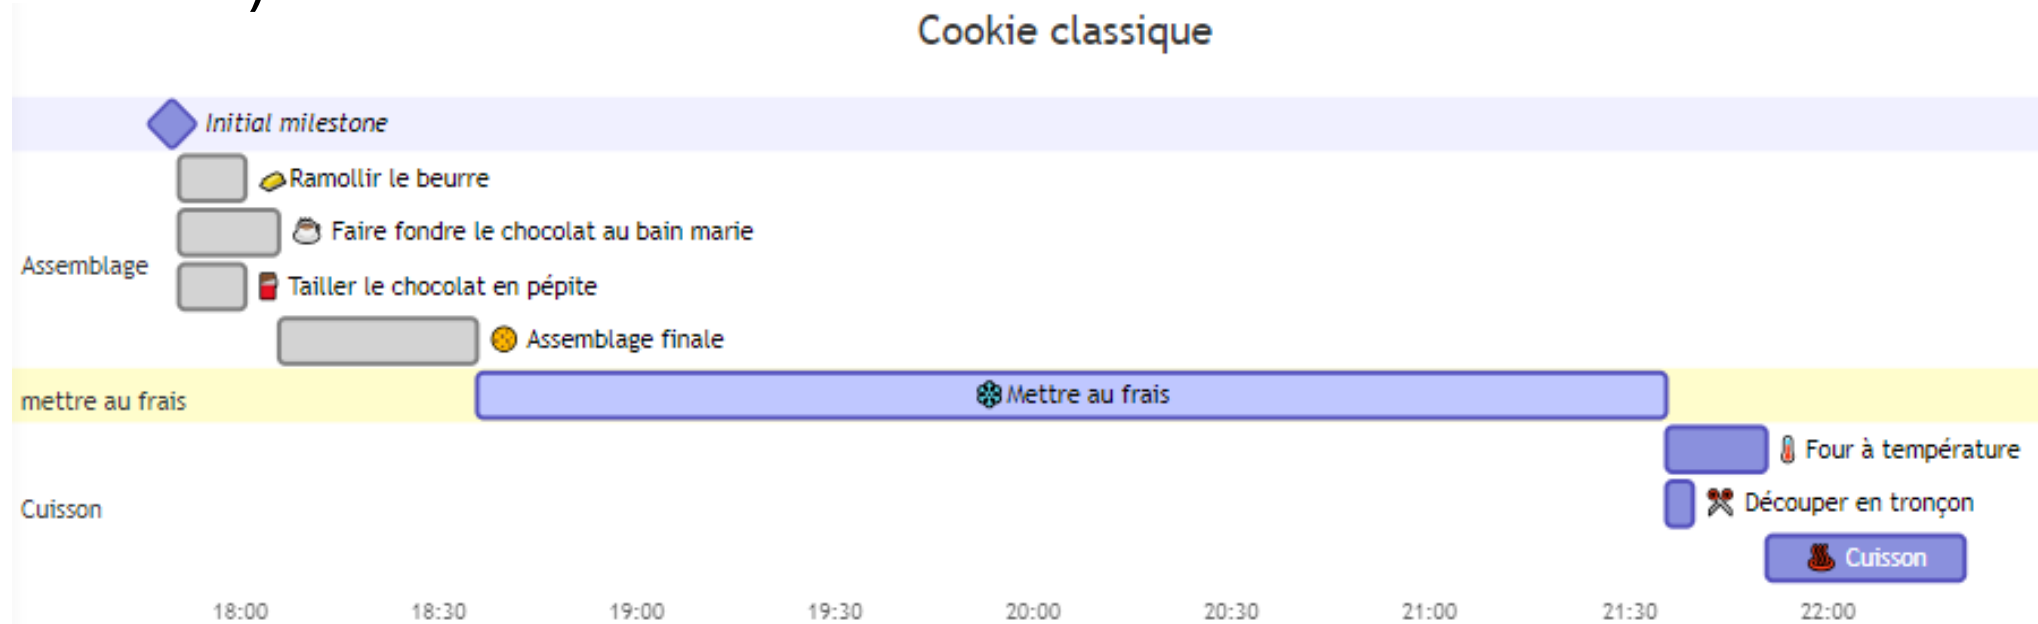 Cookie classique
Initial milestone
Ramollir le beurre
Faire fondre le chocolat au bain marie
Assemblage
Tailler le chocolat en pépite
Assemblage finale
mettre au frais
Mettre au frais
Four à température
Cuisson
Découper en tronçon
Cuisson
18:00 18:30 19:00 19:30 20:00 20:30 21:00 21:30 22:00